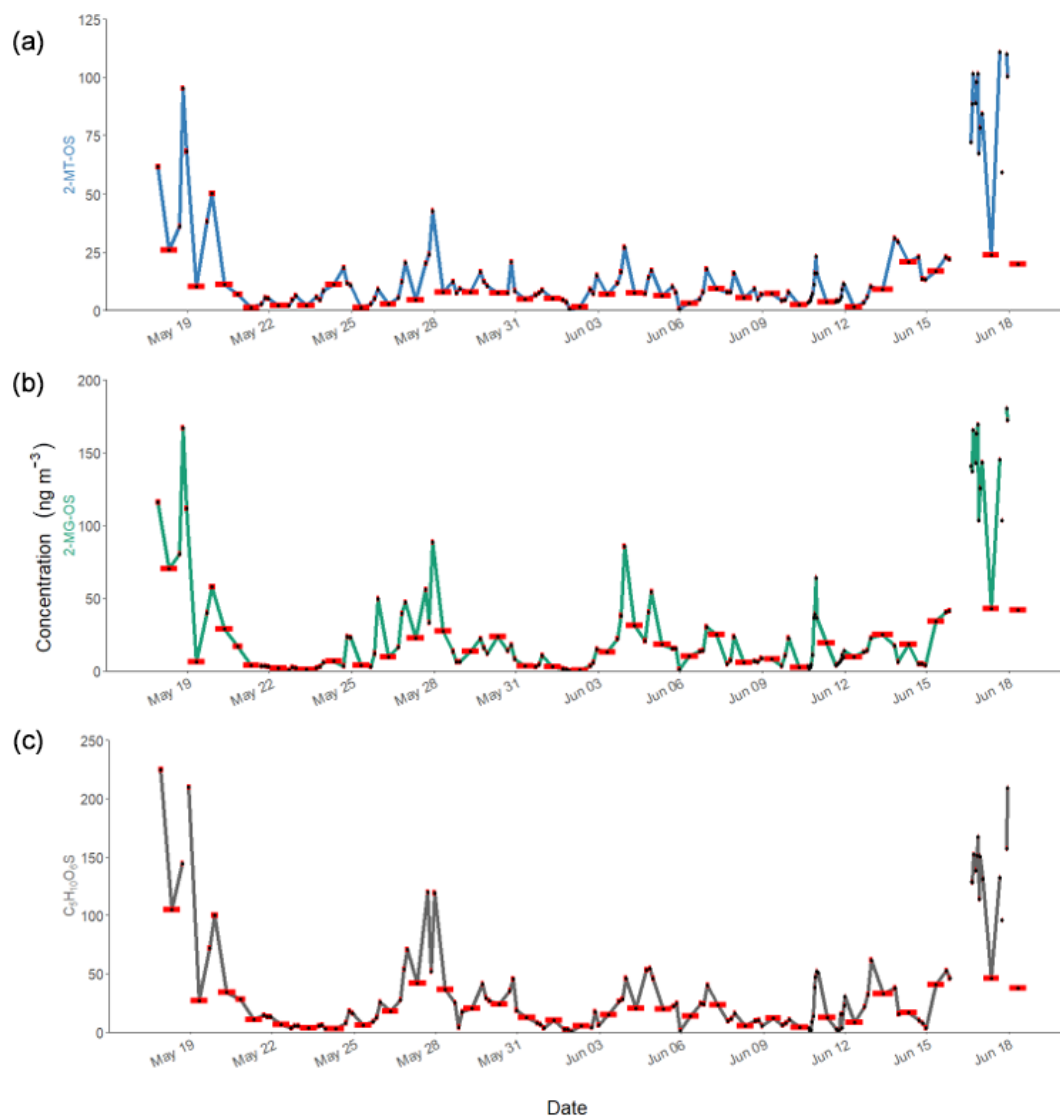 (a)
2-MT-OS
125
100
75
50
25
0
May 19
May 22
May 25
May 28
May 31
Jun 03
Jun 06
Jun 09
Jun 12
Jun 15
Jun 18
(b)
Concentration (ng m⁻³)
2-MG-OS
200
150
100
50
0
May 19
May 22
May 25
May 28
May 31
Jun 03
Jun 06
Jun 09
Jun 12
Jun 15
Jun 18
(c)
C₅H₁₀O₆S
250
200
150
100
50
0
May 19
May 22
May 25
May 28
May 31
Jun 03
Jun 06
Jun 09
Jun 12
Jun 15
Jun 18
Date